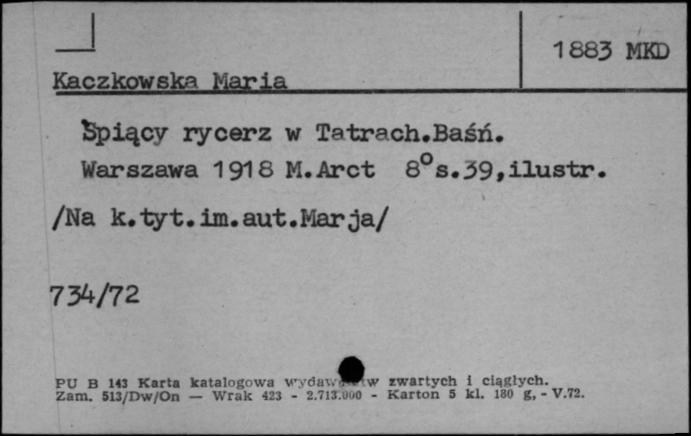 1883 MKD
Kaczkowska Maria
Śpiący rycerz w Tatrach.Baśń.
Warszawa 1918 M.Arct 8°s.39,ilustr.
/Na k.tyt.im.aut.Marja/
734/72
PU B 143 Karta katalogowa zwartych i ciągłych.
Zam. 513/Dw/On — Wrak 423 - 2.713.000 - Karton 5 kl. 180 g, - V.72.